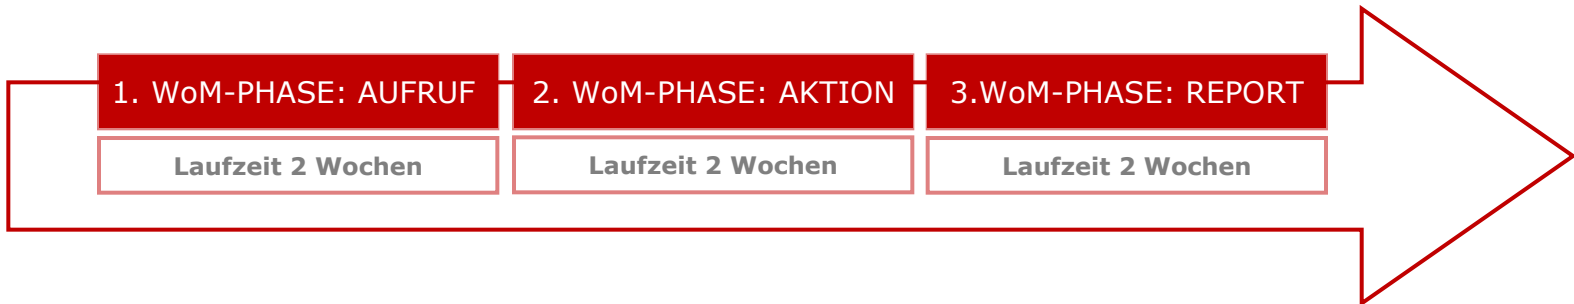 1. WoM-PHASE: AUFRUF
2. WoM-PHASE: AKTION
3.WoM-PHASE: REPORT
Laufzeit 2 Wochen
Laufzeit 2 Wochen
Laufzeit 2 Wochen